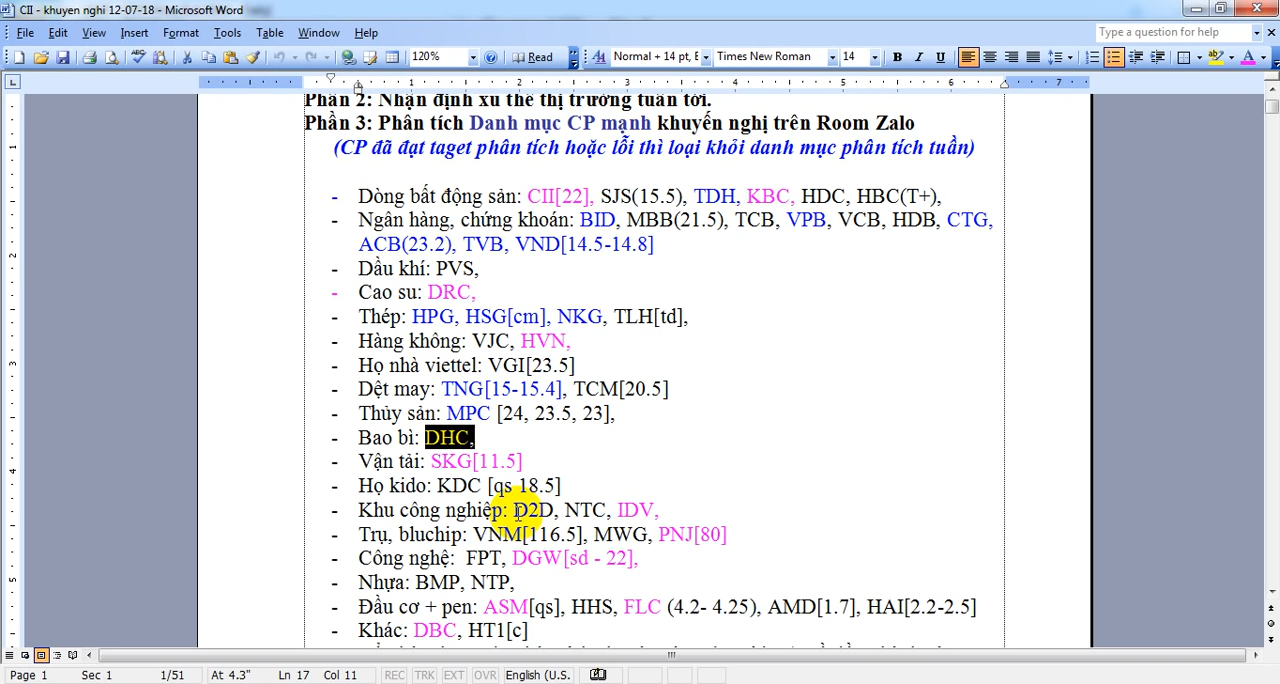 CII - khuyen nghi 12-07-18 - Microsoft Word
File Edit View Insert Format Tools Table Window Help
Type a question for help
120% Read Normal + 14 pt, E Times New Roman 14 B I U
1 2 3 4 5 6 7
Phần 2: Nhận định xu thế thị trường tuần tới.
Phần 3: Phân tích Danh mục CP mạnh khuyến nghị trên Room Zalo
(CP đã đạt taget phân tích hoặc lỗi thì loại khỏi danh mục phân tích tuần)
- Dòng bất động sản: CII[22], SJS(15.5), TDH, KBC, HDC, HBC(T+),
- Ngân hàng, chứng khoán: BID, MBB(21.5), TCB, VPB, VCB, HDB, CTG,
ACB(23.2), TVB, VND[14.5-14.8]
- Dầu khí: PVS,
- Cao su: DRC,
- Thép: HPG, HSG[cm], NKG, TLH[td],
- Hàng không: VJC, HVN,
- Họ nhà viettel: VGI[23.5]
- Dệt may: TNG[15-15.4], TCM[20.5]
- Thủy sản: MPC [24, 23.5, 23],
- Bao bì: DHC,
- Vận tải: SKG[11.5]
- Họ kido: KDC [qs 18.5]
- Khu công nghiệp: D2D, NTC, IDV,
- Trụ, bluchip: VNM[116.5], MWG, PNJ[80]
- Công nghệ: FPT, DGW[sd - 22],
- Nhựa: BMP, NTP,
- Đầu cơ + pen: ASM[qs], HHS, FLC (4.2- 4.25), AMD[1.7], HAI[2.2-2.5]
- Khác: DBC, HT1[c]
Page 1 Sec 1 1/51 At 4.3" Ln 17 Col 11 REC TRK EXT OVR English (U.S.